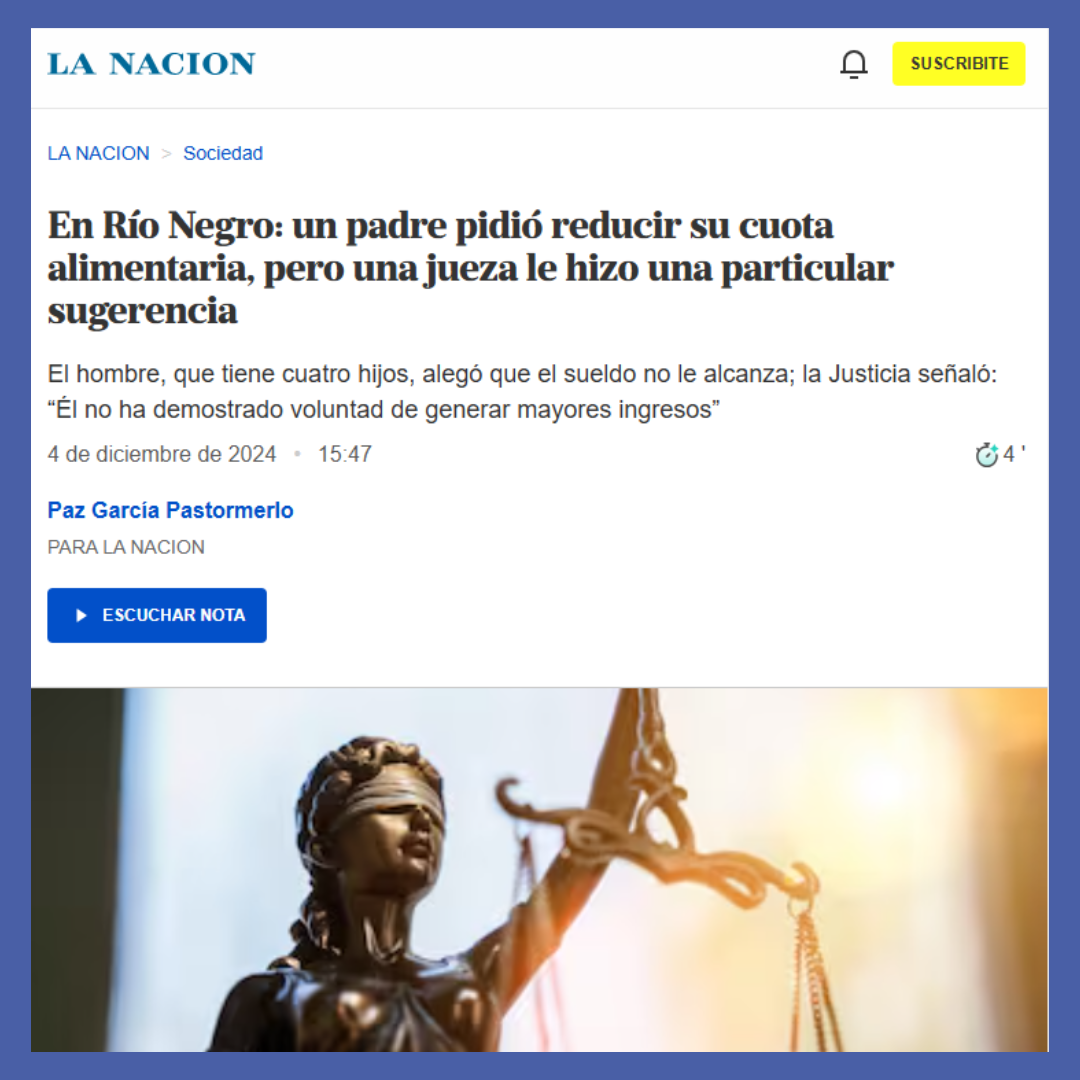 LA NACION
SUSCRIBITE
LA NACION > Sociedad
En Río Negro: un padre pidió reducir su cuota
alimentaria, pero una jueza le hizo una particular
sugerencia
El hombre, que tiene cuatro hijos, alegó que el sueldo no le alcanza; la Justicia señaló:
“Él no ha demostrado voluntad de generar mayores ingresos”
4 de diciembre de 2024 • 15:47
4 '
Paz García Pastormerlo
PARA LA NACION
ESCUCHAR NOTA